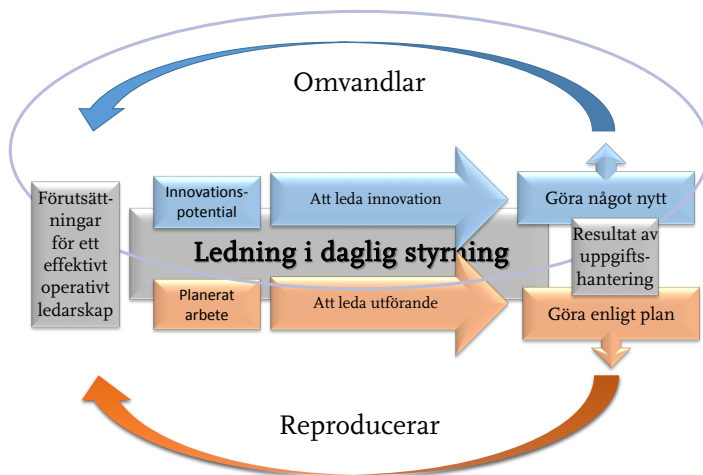 Omvandlar
Förutsätt-
ningar
för ett
effektivt
operativt
ledarskap
Innovations-
potential
Att leda innovation
Göra något nytt
Ledning i daglig styrning
Resultat av
uppgifts-
hantering
Planerat
arbete
Att leda utförande
Göra enligt plan
Reproducerar